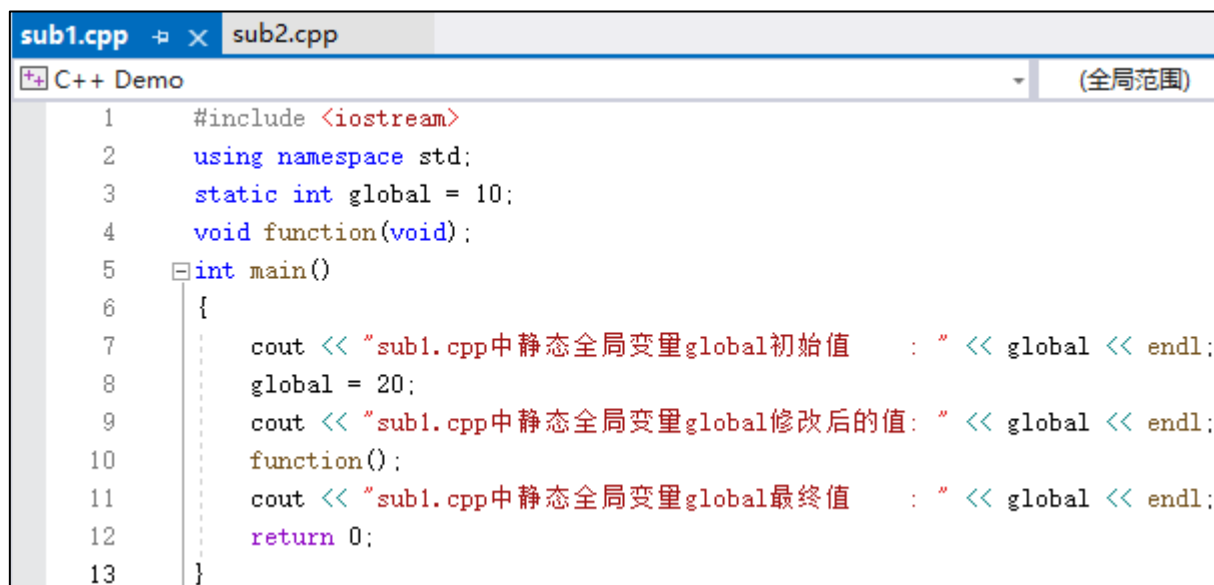 sub1.cpp sub2.cpp
C++ Demo (全局范围)
1 #include <iostream>
2 using namespace std;
3 static int global = 10;
4 void function(void);
5 int main()
6 {
7 cout << "sub1.cpp中静态全局变量global初始值    : " << global << endl;
8 global = 20;
9 cout << "sub1.cpp中静态全局变量global修改后的值: " << global << endl;
10 function();
11 cout << "sub1.cpp中静态全局变量global最终值    : " << global << endl;
12 return 0;
13 }